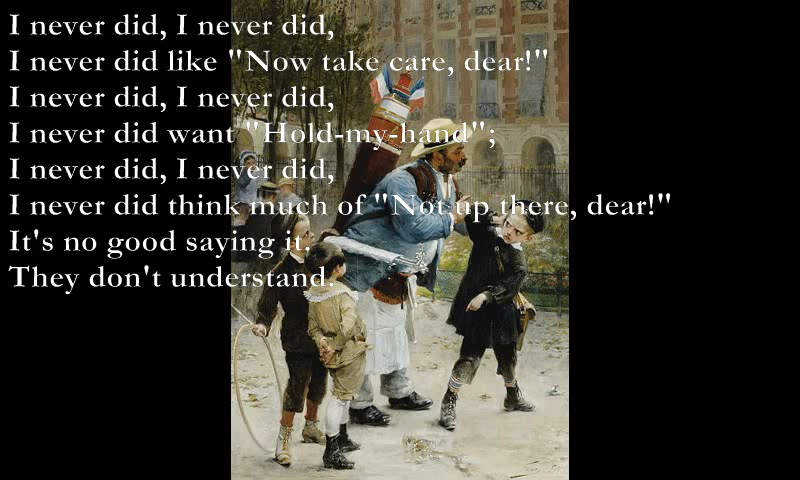 I never did, I never did,
I never did like "Now take care, dear!"
I never did, I never did,
I never did want "Hold-my-hand";
I never did, I never did,
I never did think much of "Not up there, dear!"
It's no good saying it.
They don't understand.